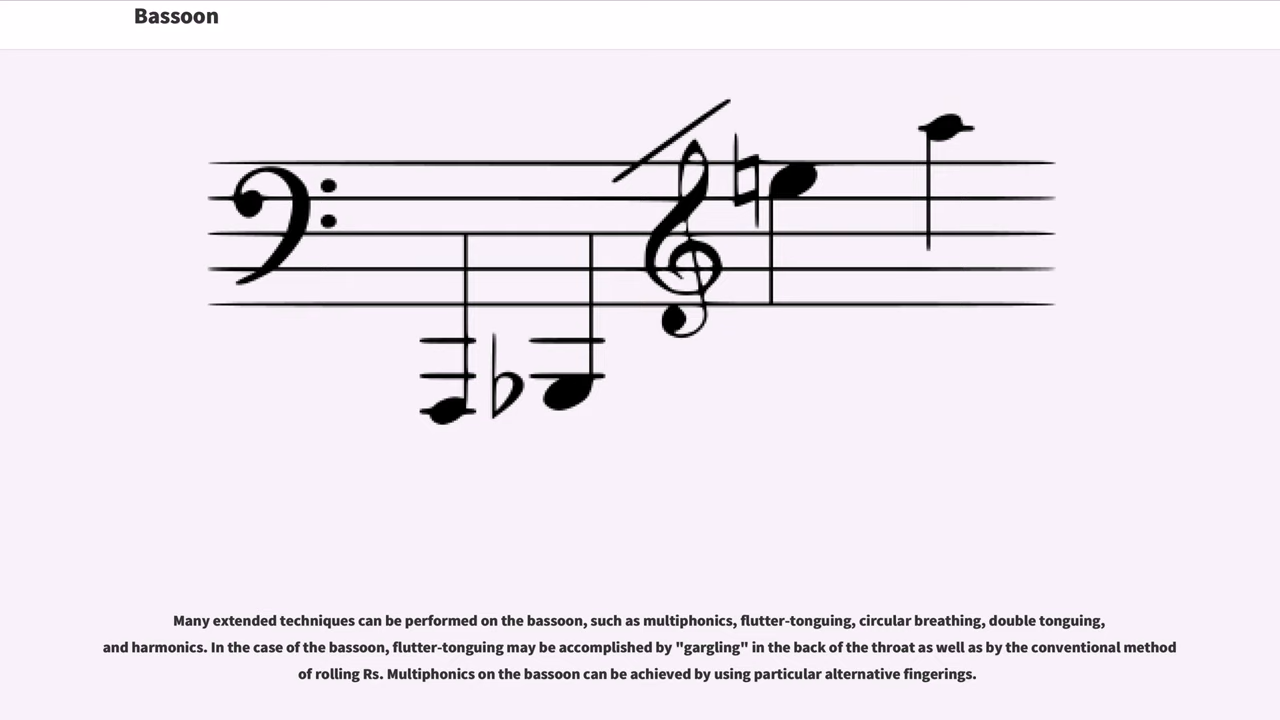 Bassoon
Many extended techniques can be performed on the bassoon, such as multiphonics, flutter-tonguing, circular breathing, double tonguing,
and harmonics. In the case of the bassoon, flutter-tonguing may be accomplished by "gargling" in the back of the throat as well as by the conventional method
of rolling Rs. Multiphonics on the bassoon can be achieved by using particular alternative fingerings.